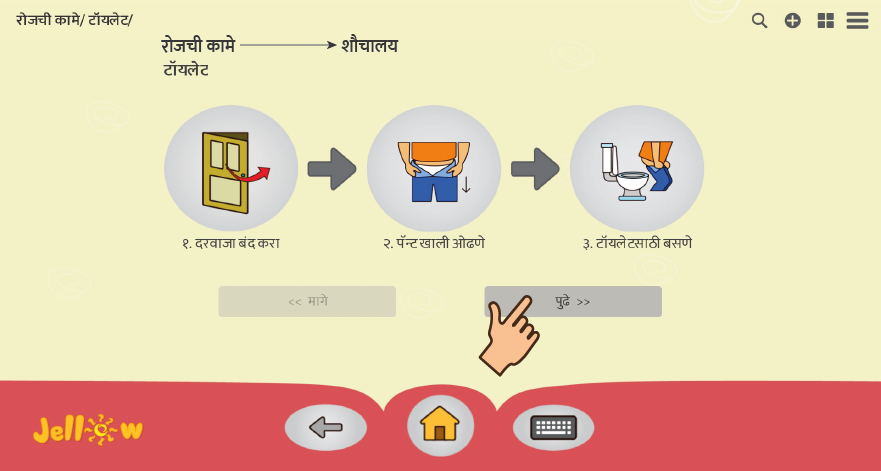 रोजची कामे/ टॉयलेट/
रोजची कामे शौचालय
टॉयलेट
१. दरवाजा बंद करा २. पॅन्ट खाली ओढणे ३. टॉयलेटसाठी बसणे
<< मागे पुढे >>
Jellow